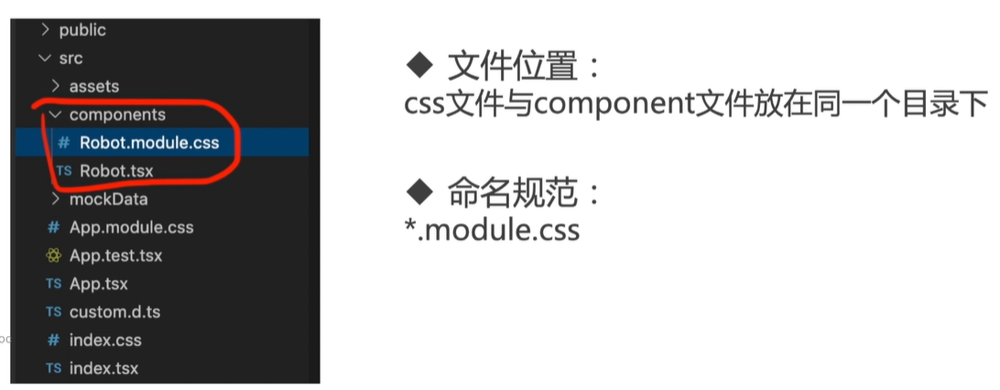 public
src
assets
components
# Robot.module.css
TS Robot.tsx
mockData
# App.module.css
App.test.tsx
TS App.tsx
TS custom.d.ts
# index.css
TS index.tsx
◆ 文件位置：
css文件与component文件放在同一个目录下
◆ 命名规范：
*.module.css